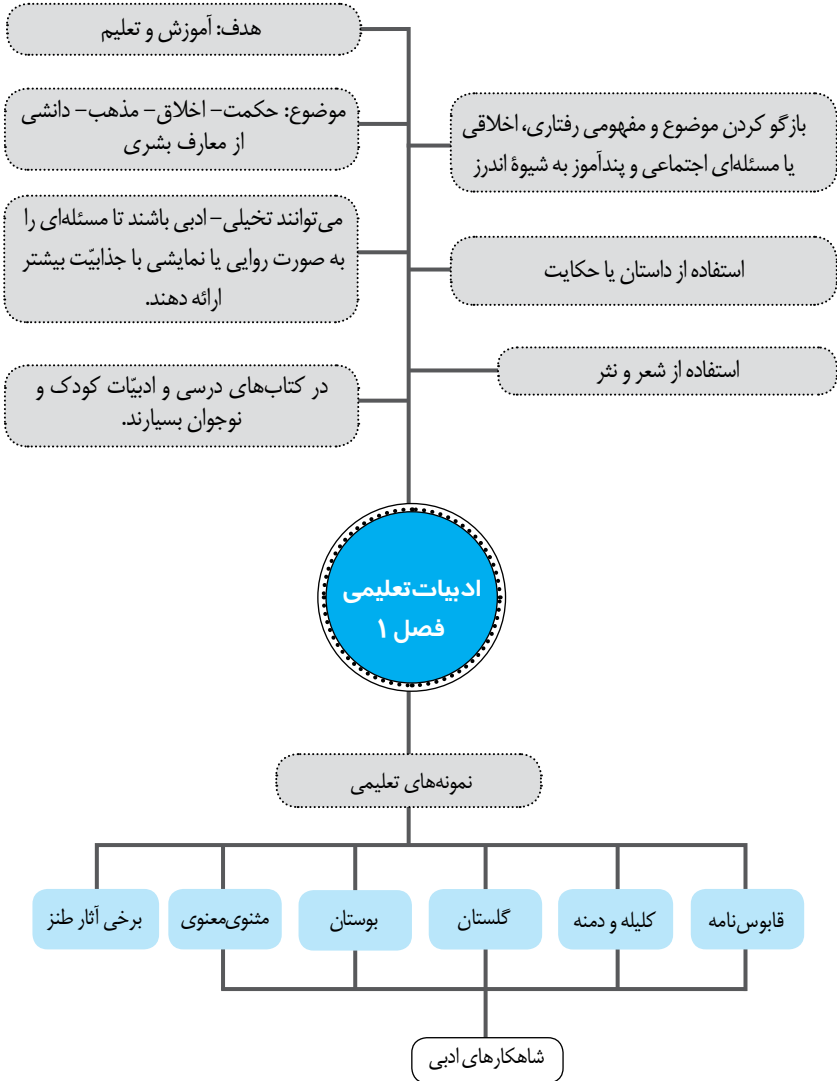 هدف: آموزش و تعلیم
موضوع: حکمت – اخلاق – مذهب – دانشی
از معارف بشری
بازگو کردن موضوع و مفهومی رفتاری، اخلاقی
یا مسئله‌ای اجتماعی و پندآموز به شیوهٔ اندرز
می‌توانند تخیلی – ادبی باشند تا مسئله‌ای را
به صورت روایی یا نمایشی با جذابیّت بیشتر
ارائه دهند.
استفاده از داستان یا حکایت
استفاده از شعر و نثر
در کتاب‌های درسی و ادبیّات کودک و
نوجوان بسیارند.
ادبیات تعلیمی
فصل ۱
نمونه‌های تعلیمی
قابوس‌نامه
کلیله و دمنه
گلستان
بوستان
مثنوی‌معنوی
برخی آثار طنز
شاهکارهای ادبی